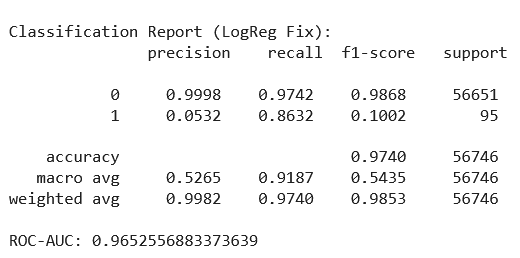 Classification Report (LogReg Fix):
              precision    recall  f1-score   support

           0     0.9998    0.9742    0.9868     56651
           1     0.0532    0.8632    0.1002        95

    accuracy                         0.9740     56746
   macro avg     0.5265    0.9187    0.5435     56746
weighted avg     0.9982    0.9740    0.9853     56746

ROC-AUC: 0.9652556883373639